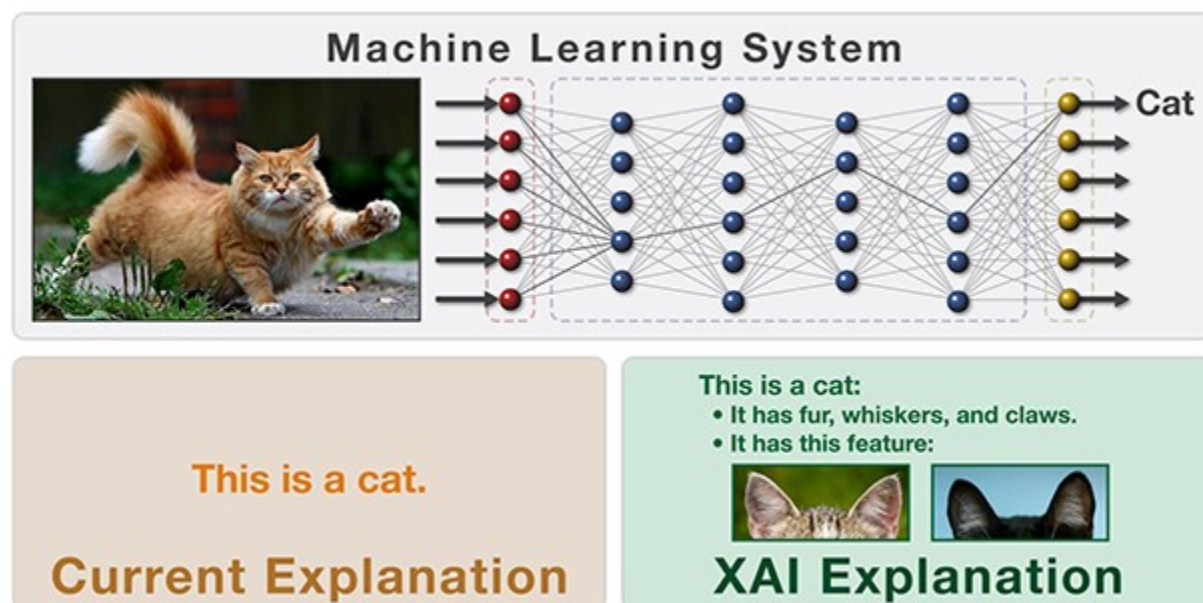 Machine Learning System
Cat
This is a cat.
Current Explanation
This is a cat:
• It has fur, whiskers, and claws.
• It has this feature:
XAI Explanation